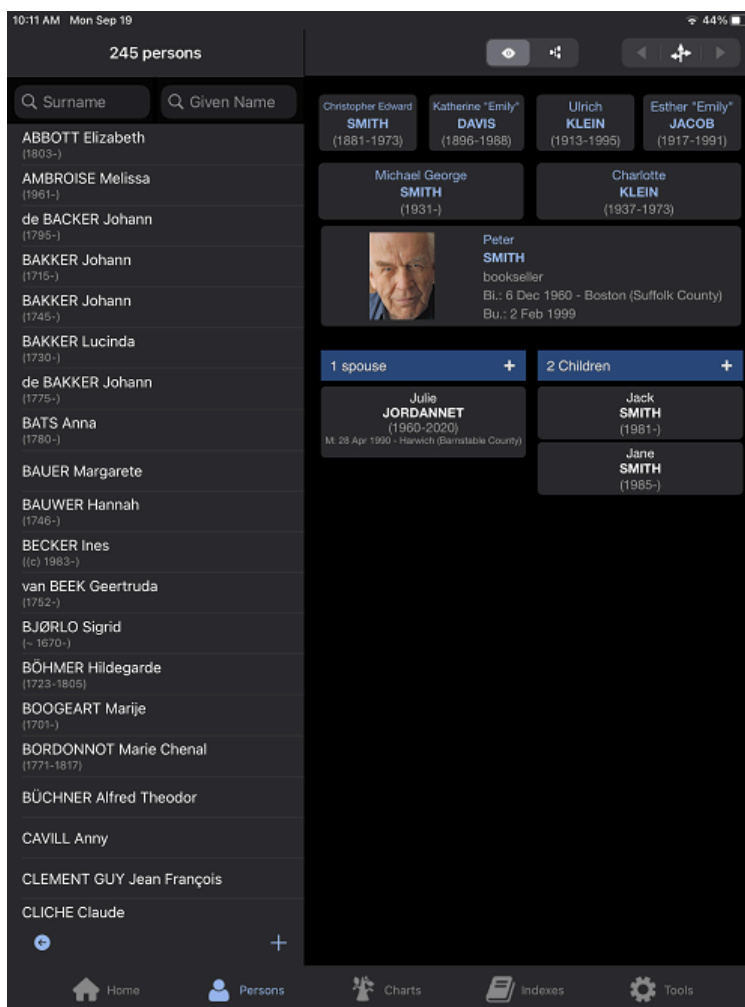 10:11 AM Mon Sep 19
44%
245 persons
Surname
Given Name
ABBOTT Elizabeth
(1803-)
AMBROISE Melissa
(1961-)
de BACKER Johann
(1795-)
BAKKER Johann
(1715-)
BAKKER Johann
(1745-)
BAKKER Lucinda
(1730-)
de BAKKER Johann
(1775-)
BATS Anna
(1780-)
BAUER Margarete
BAUWER Hannah
(1746-)
BECKER Ines
((c) 1983-)
van BEEK Geertruda
(1752-)
BJØRLO Sigrid
(~ 1670-)
BÖHMER Hildegarde
(1723-1805)
BOOGEART Marije
(1701-)
BORDONNOT Marie Chenal
(1771-1817)
BÜCHNER Alfred Theodor
CAVILL Anny
CLEMENT GUY Jean François
CLICHE Claude
Christopher Edward
SMITH
(1881-1973)
Katherine "Emily"
DAVIS
(1896-1988)
Ulrich
KLEIN
(1913-1995)
Esther "Emily"
JACOB
(1917-1991)
Michael George
SMITH
(1931-)
Charlotte
KLEIN
(1937-1973)
Peter
SMITH
bookseller
Bi.: 6 Dec 1960 - Boston (Suffolk County)
Bu.: 2 Feb 1999
1 spouse +
Julie
JORDANNET
(1960-2020)
M: 28 Apr 1990 - Harwich (Barnstable County)
2 Children +
Jack
SMITH
(1981-)
Jane
SMITH
(1985-)
Home
Persons
Charts
Indexes
Tools